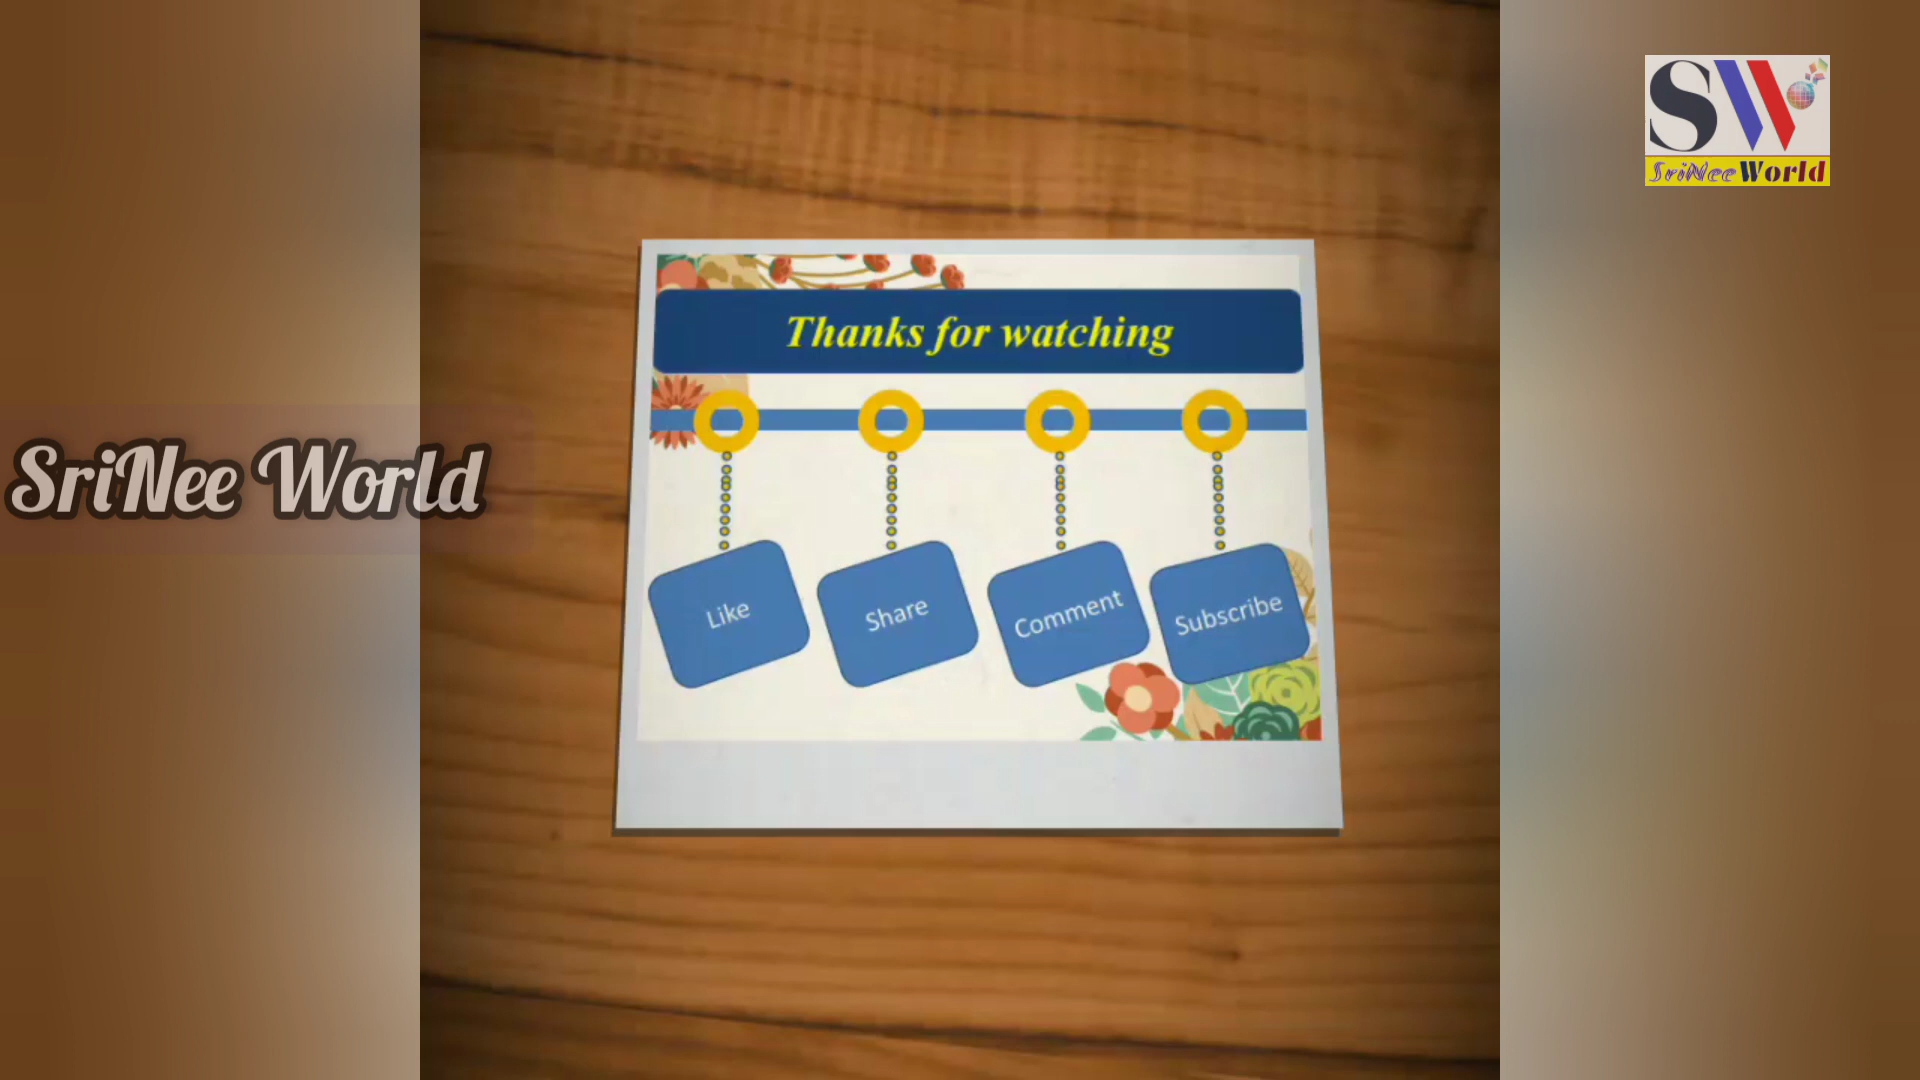 SW
SriNee World
Thanks for watching
SriNee World
Like
Share
Comment
Subscribe